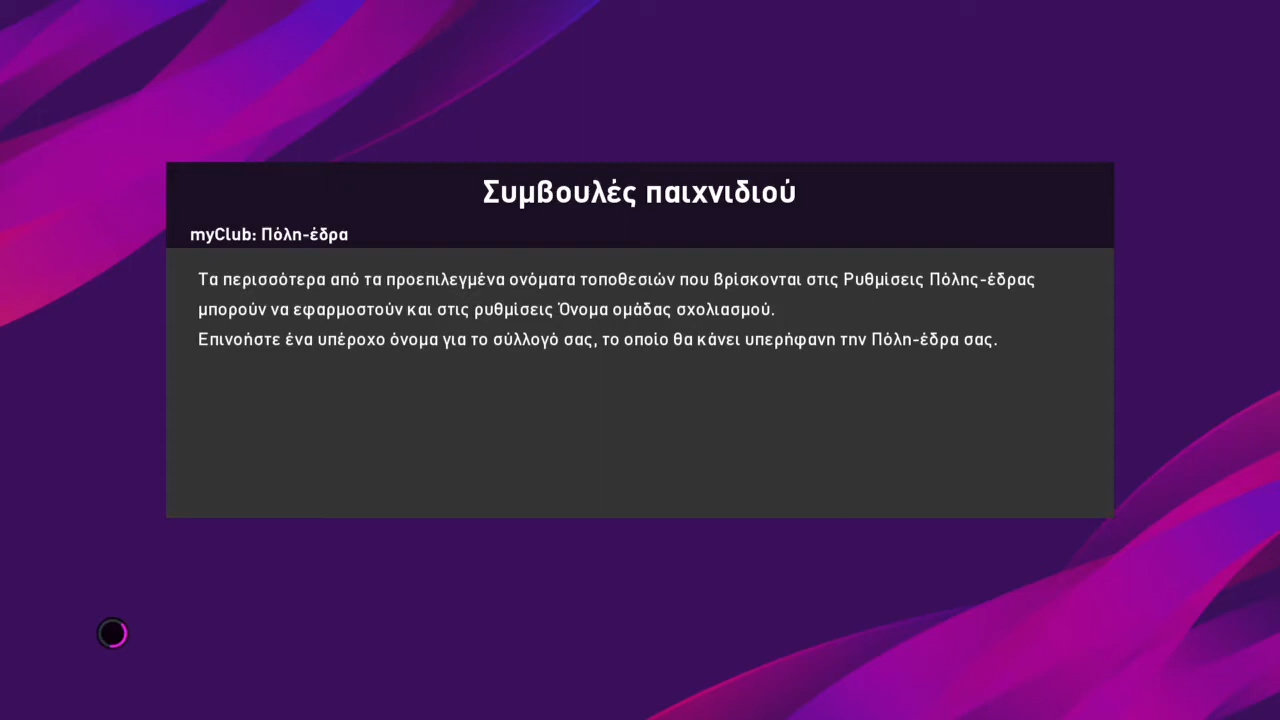 Συμβουλές παιχνιδιού
myClub: Πόλη-έδρα
Τα περισσότερα από τα προεπιλεγμένα ονόματα τοποθεσιών που βρίσκονται στις Ρυθμίσεις Πόλης-έδρας
μπορούν να εφαρμοστούν και στις ρυθμίσεις Όνομα ομάδας σχολιασμού.
Επινοήστε ένα υπέροχο όνομα για το σύλλογό σας, το οποίο θα κάνει υπερήφανη την Πόλη-έδρα σας.